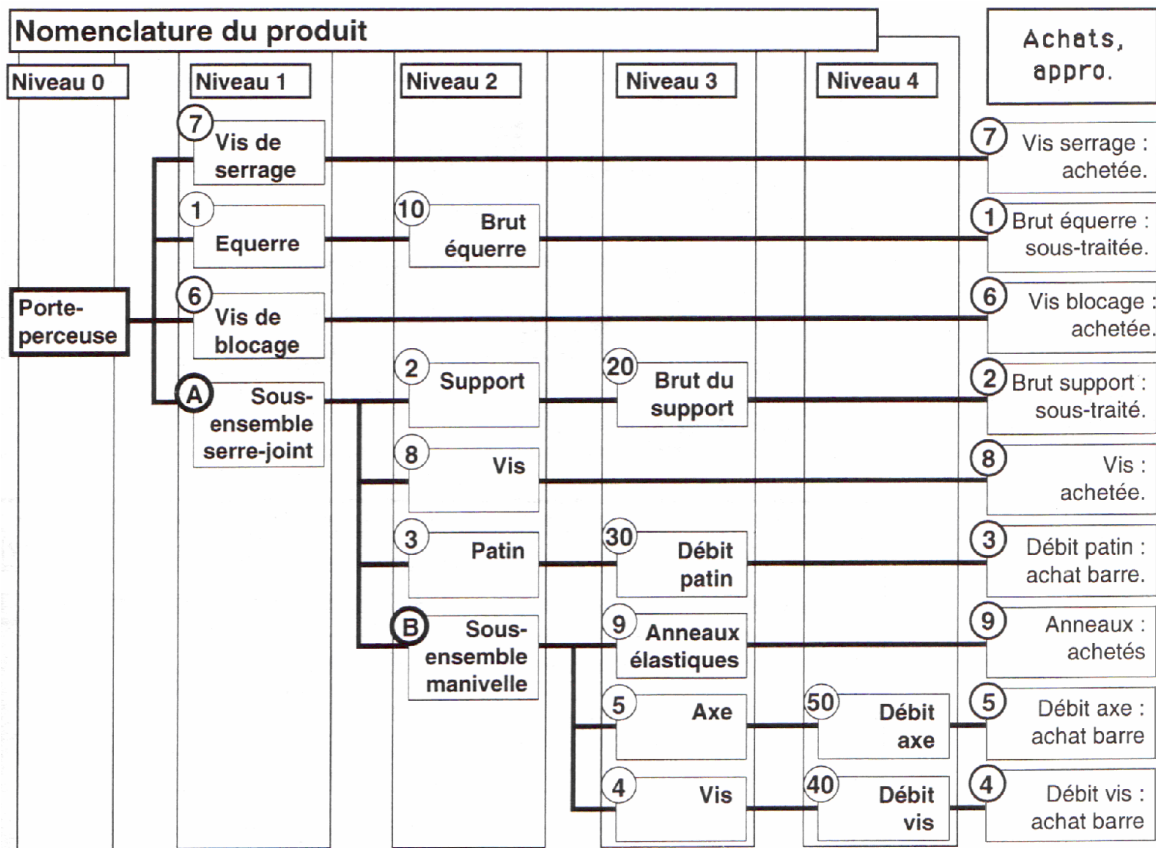 Nomenclature du produit
Achats,
appro.
Niveau 0
Niveau 1
Niveau 2
Niveau 3
Niveau 4
7
Vis de
serrage
7
Vis serrage :
achetée.
1
Equerre
10
Brut
équerre
1
Brut équerre :
sous-traitée.
Porte-
perceuse
6
Vis de
blocage
6
Vis blocage :
achetée.
A
Sous-
ensemble
serre-joint
2
Support
20
Brut du
support
2
Brut support :
sous-traité.
8
Vis
8
Vis :
achetée.
3
Patin
30
Débit
patin
3
Débit patin :
achat barre.
B
Sous-
ensemble
manivelle
9
Anneaux
élastiques
9
Anneaux :
achetés
5
Axe
50
Débit
axe
5
Débit axe :
achat barre
4
Vis
40
Débit
vis
4
Débit vis :
achat barre